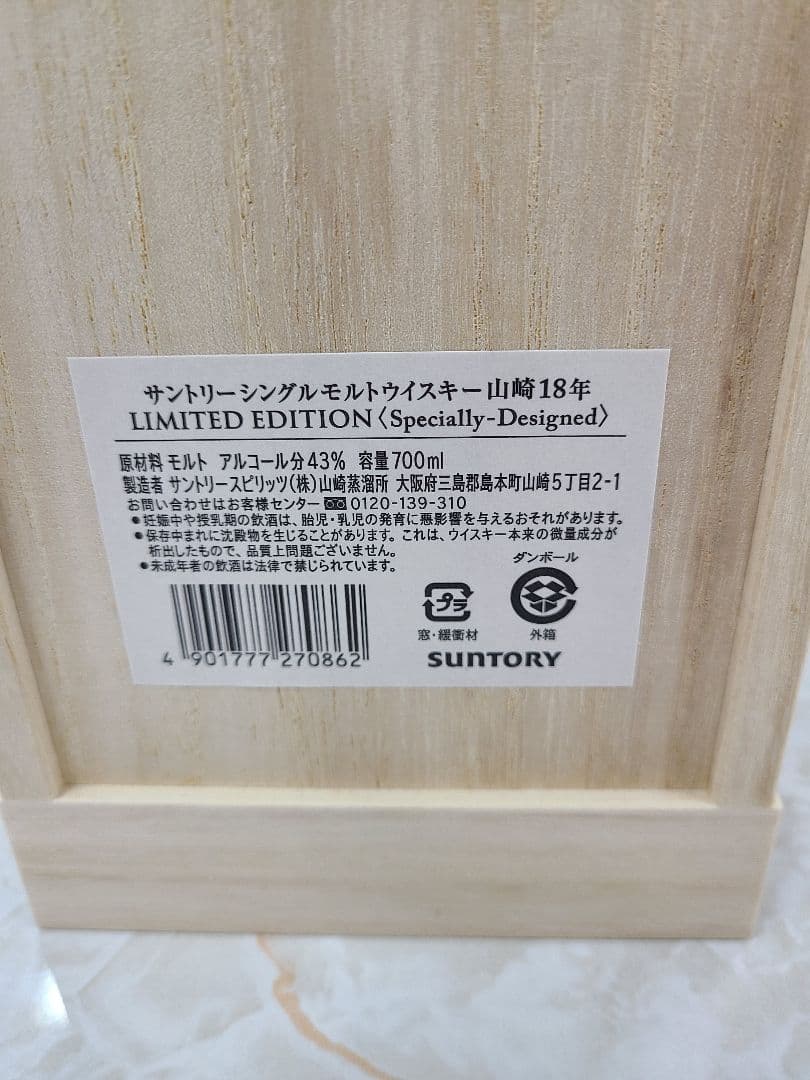 サントリーシングルモルトウイスキー山崎18年
LIMITED EDITION〈Specially-Designed〉
原材料 モルト アルコール分43% 容量700ml
製造者 サントリースピリッツ(株)山崎蒸溜所 大阪府三島郡島本町山崎5丁目2-1
お問い合わせはお客様センター 0120-139-310
●妊娠中や授乳期の飲酒は、胎児・乳児の発育に悪影響を与えるおそれがあります。
●保存中まれに沈殿物を生じることがあります。これは、ウイスキー本来の微量成分が
析出したもので、品質上問題ございません。
●未成年者の飲酒は法律で禁じられています。
ダンボール
プラ
窓・緩衝材
外箱
4 901777 270862
SUNTORY